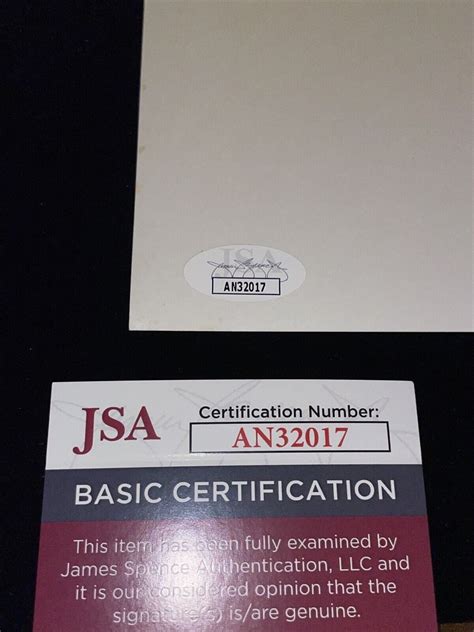 JSA
AN32017
JSA
Certification Number:
AN32017
BASIC CERTIFICATION
This item has been fully examined by
James Spence Authentication, LLC and
it is our considered opinion that the
signature(s) is/are genuine.